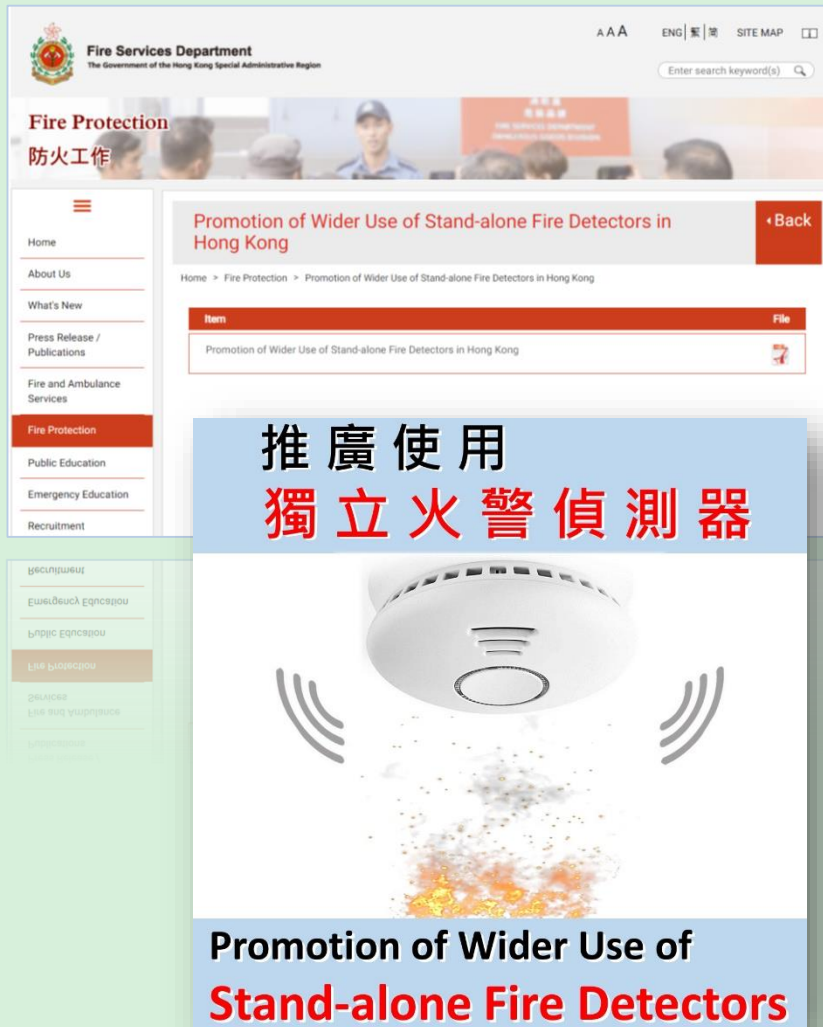 Fire Services Department
The Government of the Hong Kong Special Administrative Region
A A A
ENG 繁 简 SITE MAP
Enter search keyword(s)
Fire Protection
防火工作
Home
About Us
What's New
Press Release /
Publications
Fire and Ambulance
Services
Fire Protection
Public Education
Emergency Education
Recruitment
Promotion of Wider Use of Stand-alone Fire Detectors in
Hong Kong
Back
Home > Fire Protection > Promotion of Wider Use of Stand-alone Fire Detectors in Hong Kong
Item File
Promotion of Wider Use of Stand-alone Fire Detectors in Hong Kong
推廣使用
獨立火警偵測器
Promotion of Wider Use of
Stand-alone Fire Detectors